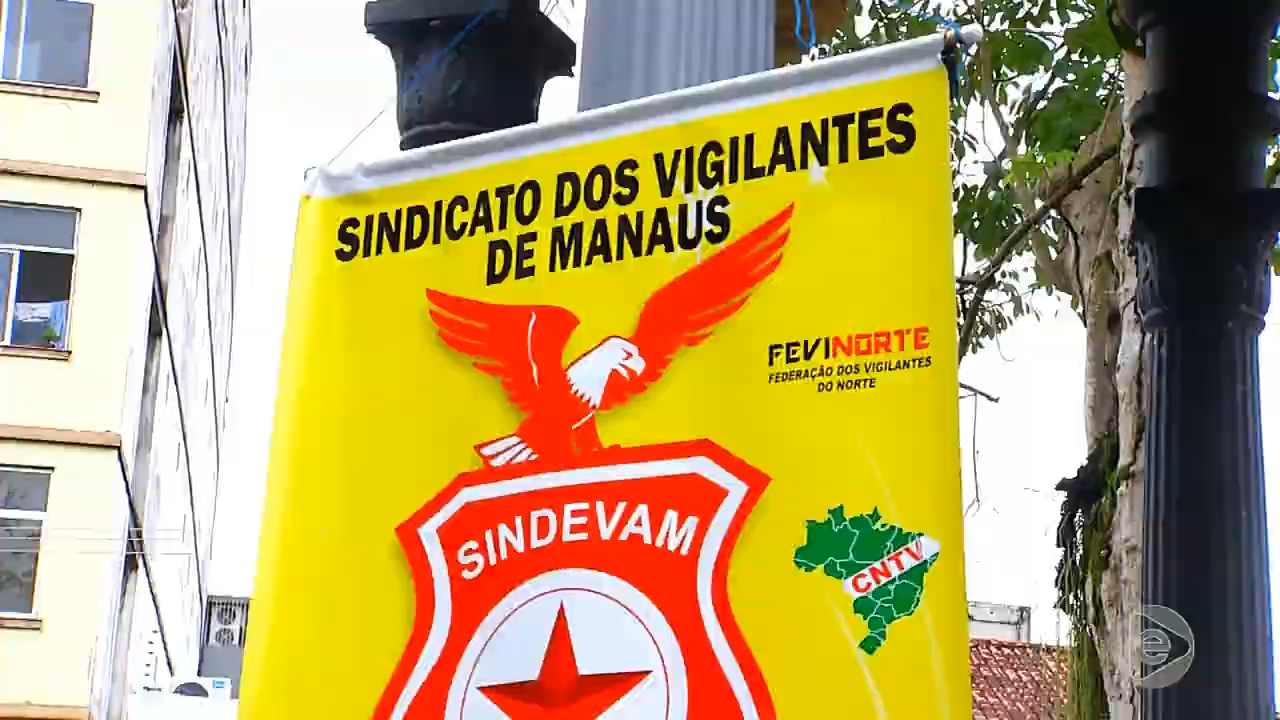 SINDICATO DOS VIGILANTES
DE MANAUS
FEVINORTE
FEDERAÇÃO DOS VIGILANTES
DO NORTE
SINDEVAM
CNTV
e